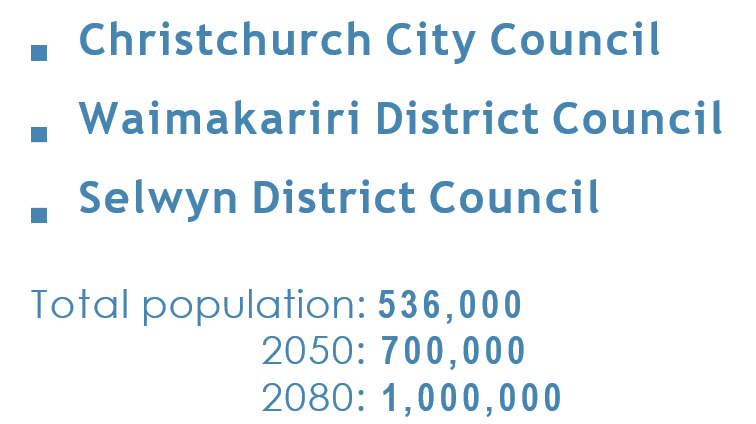 ▪ Christchurch City Council
▪ Waimakariri District Council
▪ Selwyn District Council
Total population: 536,000
2050: 700,000
2080: 1,000,000